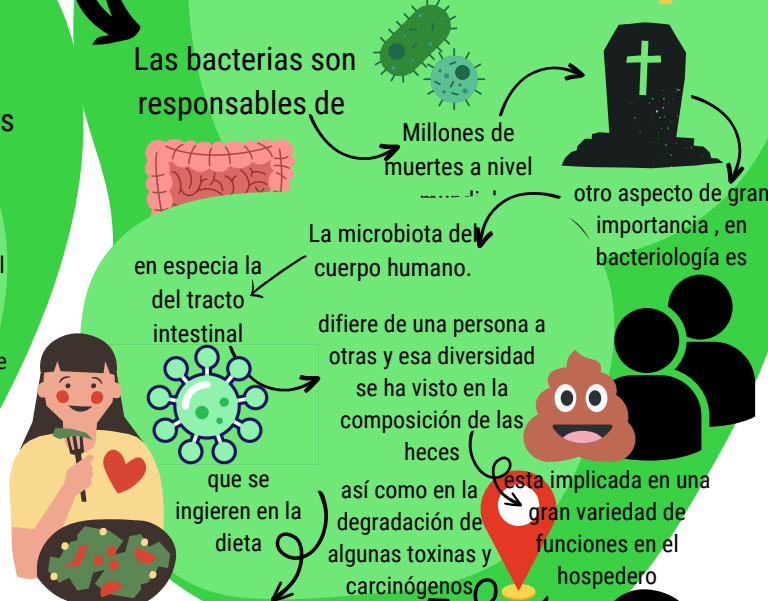 Las bacterias son
responsables de
Millones de
muertes a nivel
otro aspecto de gran
importancia , en
bacteriología es
La microbiota del
cuerpo humano.
en especia la
del tracto
intestinal
difiere de una persona a
otras y esa diversidad
se ha visto en la
composición de las
heces
esta implicada en una
gran variedad de
funciones en el
hospedero
así como en la
degradación de
algunas toxinas y
carcinógenos
que se
ingieren en la
dieta
s
l
e